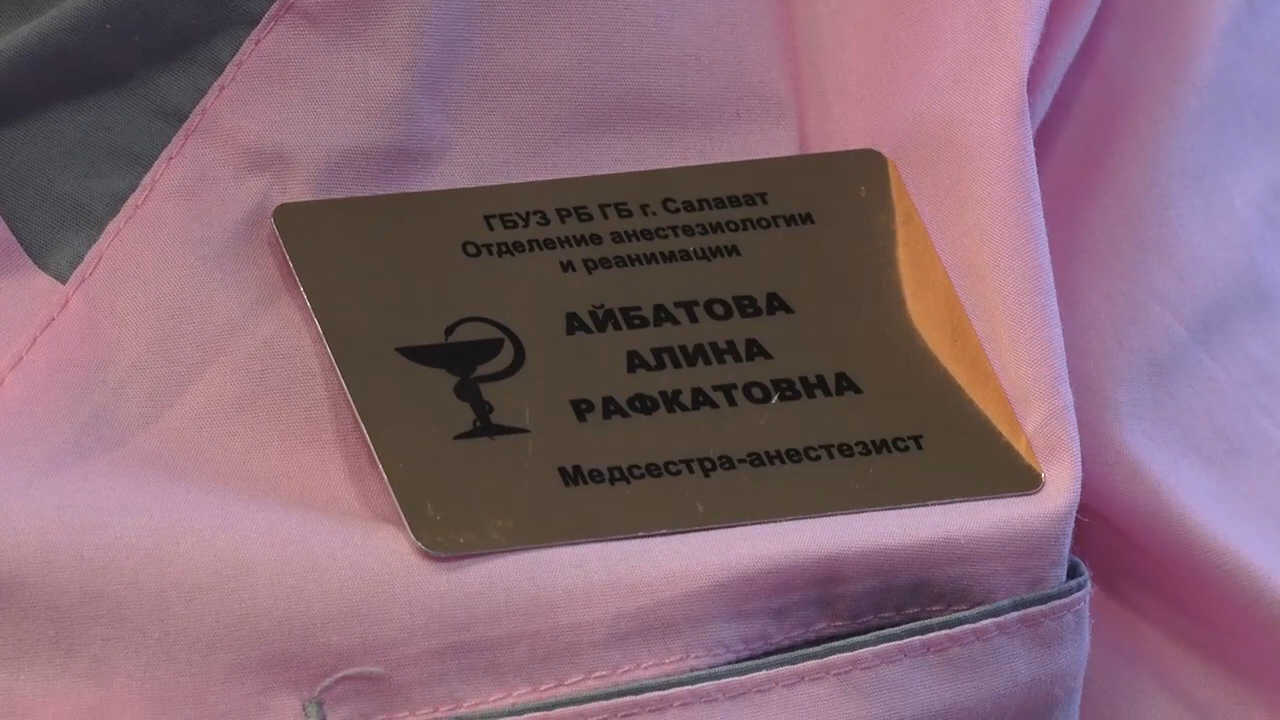 ГБУЗ РБ ГБ г. Салават
Отделение анестезиологии
и реанимации
АЙБАТОВА
АЛИНА
РАФКАТОВНА
Медсестра-анестезист